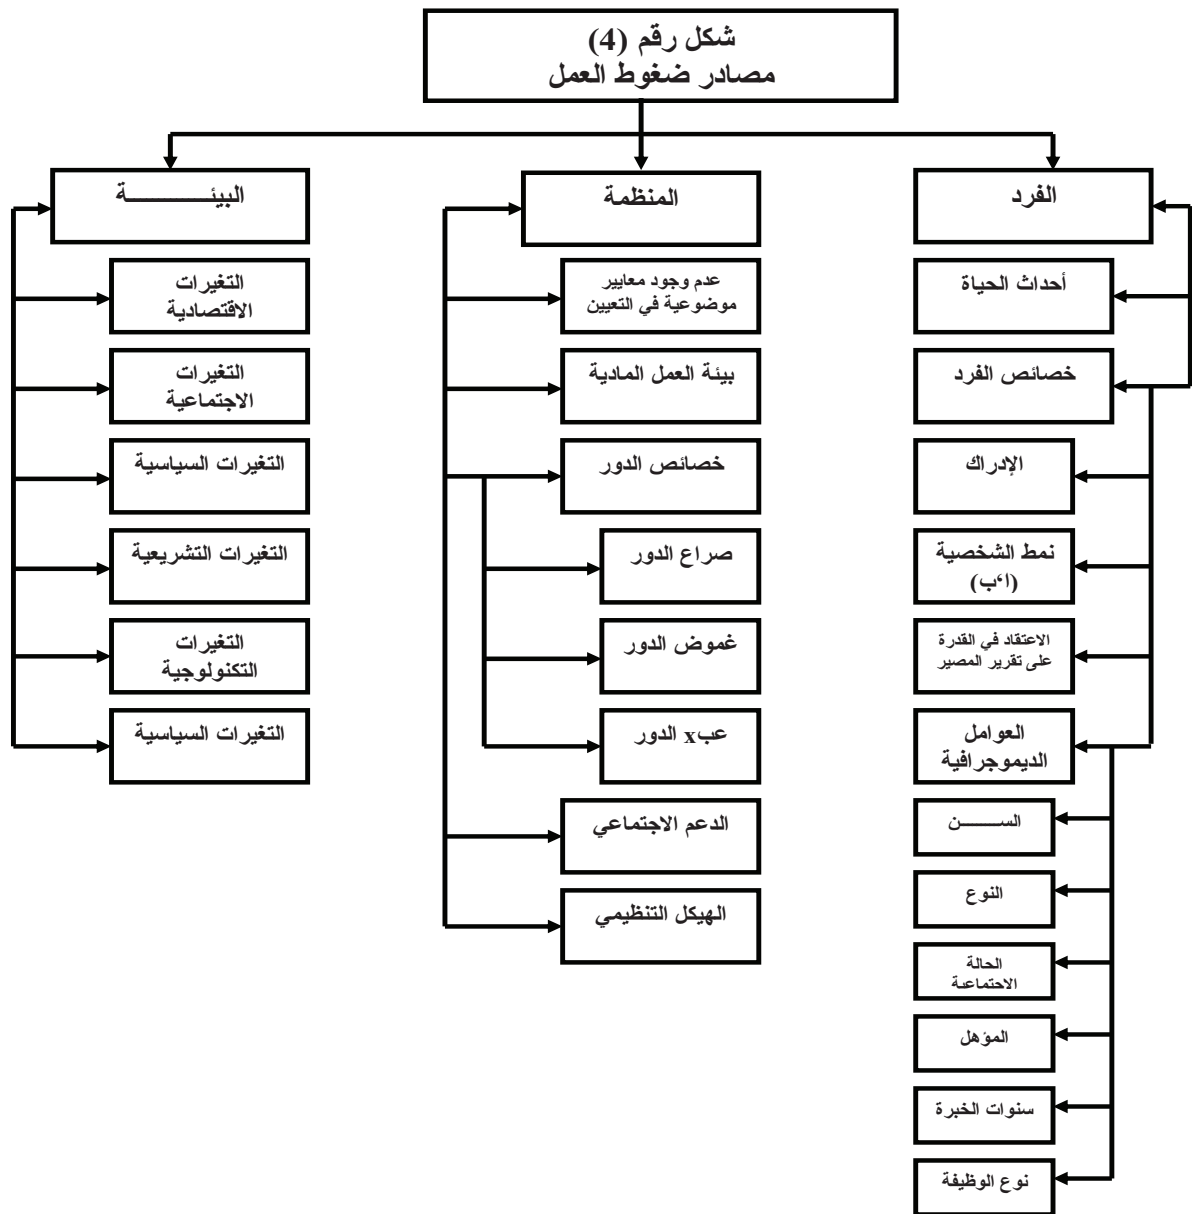 شكل رقم (4)
مصادر ضغوط العمل
الفرد
أحداث الحياة
خصائص الفرد
الإدراك
نمط الشخصية
(ا،ب)
الاعتقاد في القدرة
على تقرير المصير
العوامل
الديموجرافية
الســـــن
النوع
الحالة
الاجتماعية
المؤهل
سنوات الخبرة
نوع الوظيفة
المنظمة
عدم وجود معايير
موضوعية في التعيين
بيئة العمل المادية
خصائص الدور
صراع الدور
غموض الدور
عبx الدور
الدعم الاجتماعي
الهيكل التنظيمي
البيئـــــــــــة
التغيرات
الاقتصادية
التغيرات
الاجتماعية
التغيرات السياسية
التغيرات التشريعية
التغيرات
التكنولوجية
التغيرات السياسية